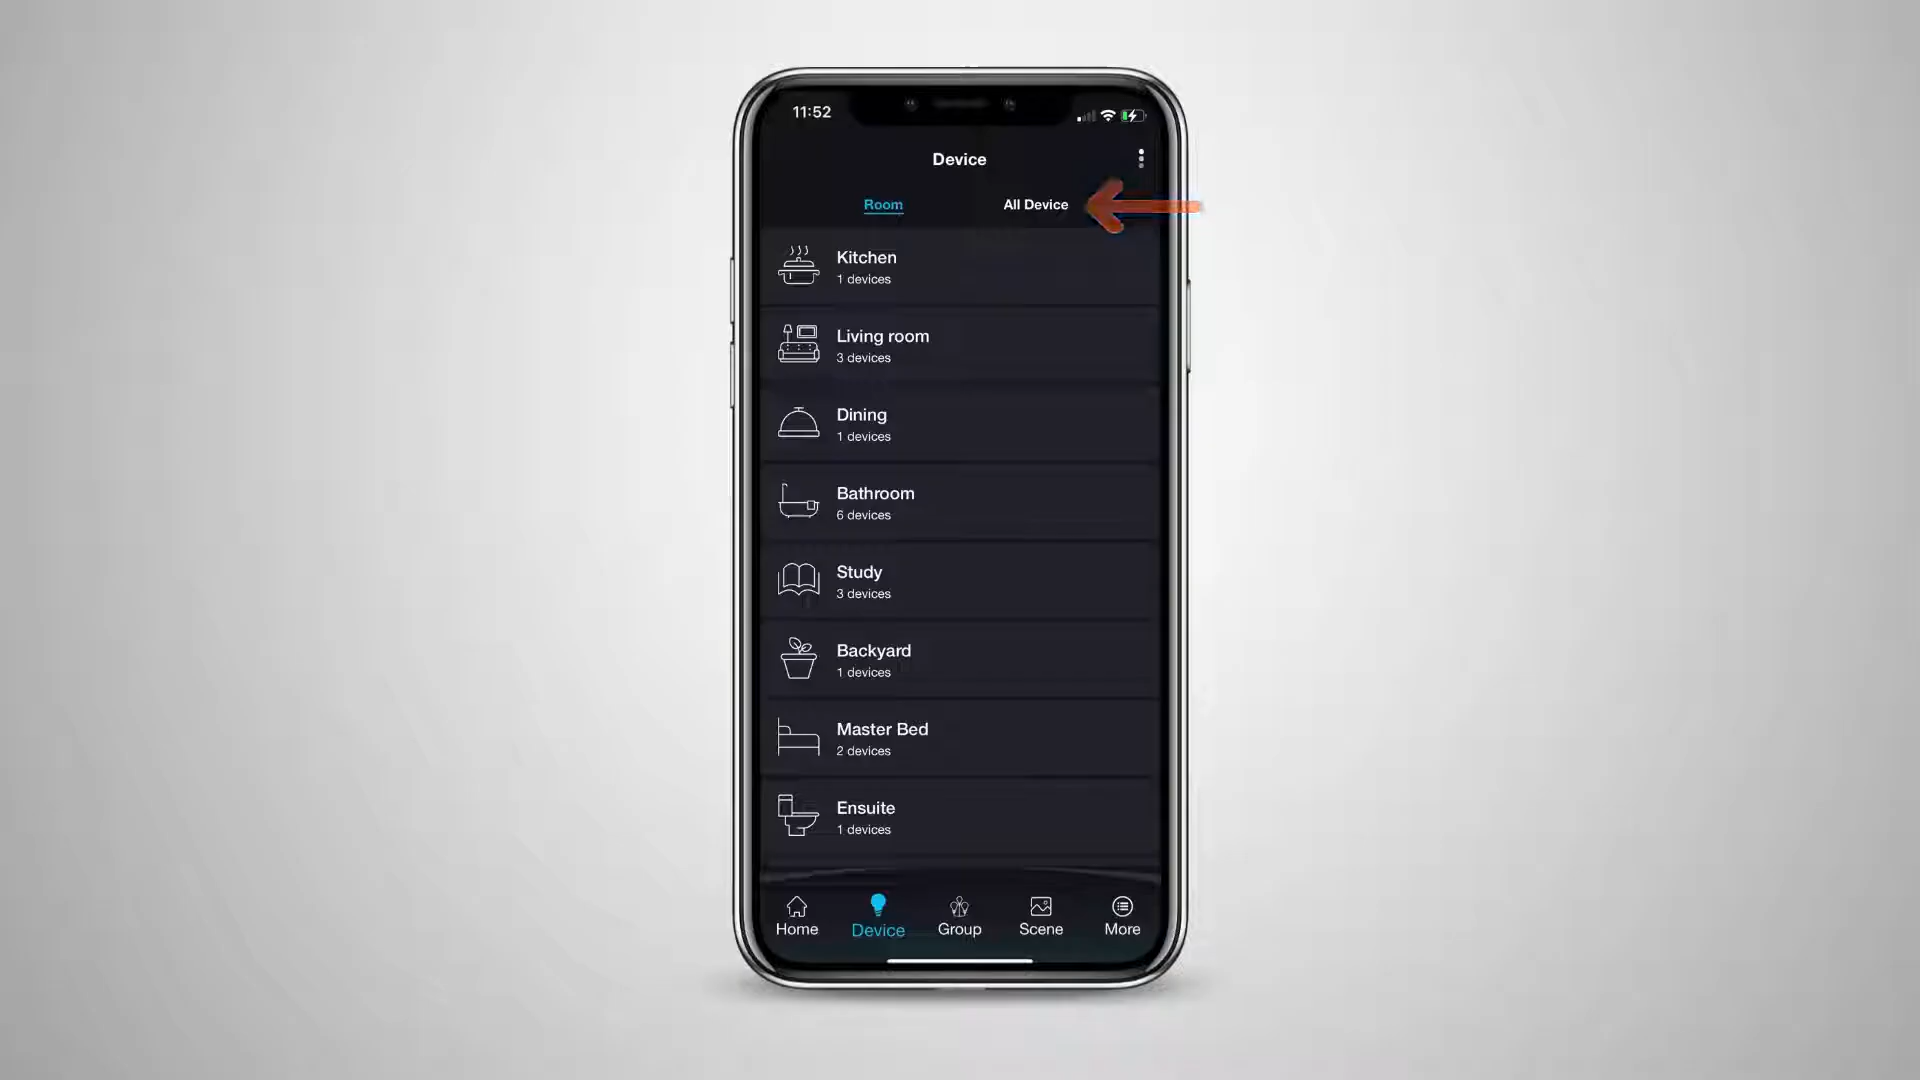 11:52
Device
Room
All Device
Kitchen
1 devices
Living room
3 devices
Dining
1 devices
Bathroom
6 devices
Study
3 devices
Backyard
1 devices
Master Bed
2 devices
Ensuite
1 devices
Home
Device
Group
Scene
More